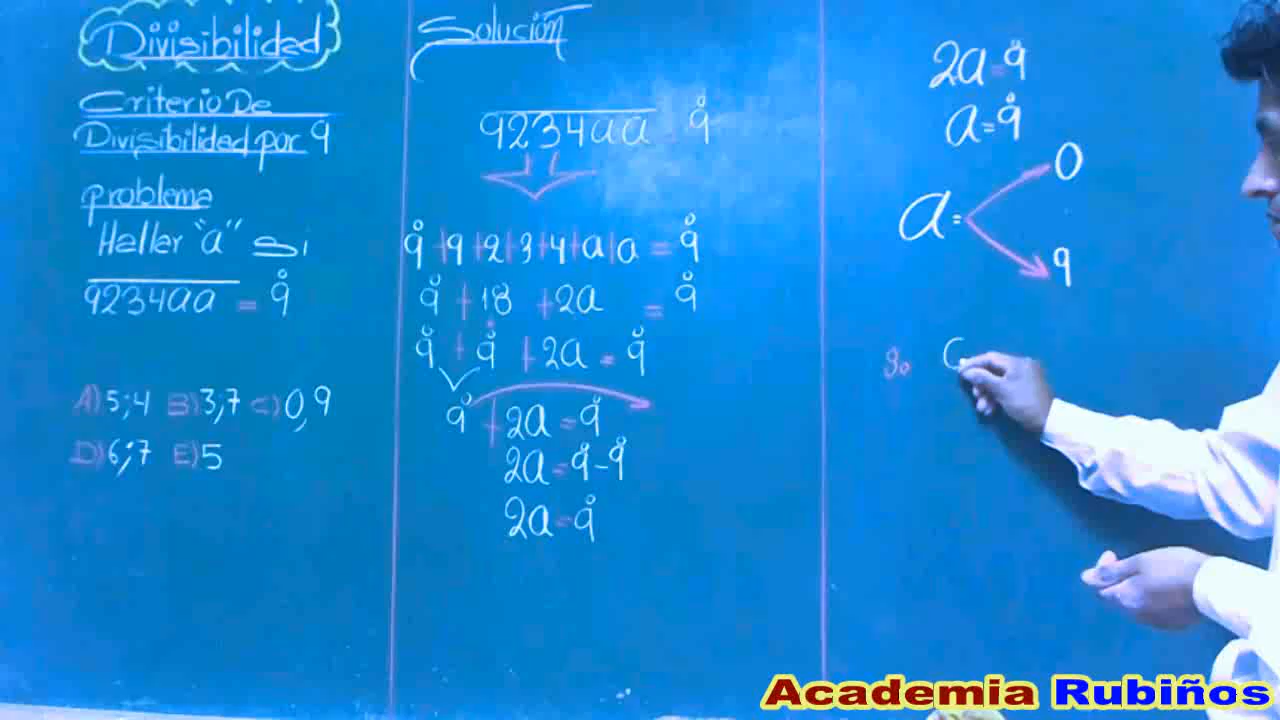 Divisibilidad
Criterio De
Divisibilidad por 9
problema
Hallar "a" Si
9234aa = 9̊
A) 5;4 B) 3,7 C) 0,9
D) 6;7 E) 5
Solución
9234aa = 9̊
9̊+9+2+3+4+a+a = 9̊
9̊ + 18 + 2a = 9̊
9̊ + 9̊ + 2a = 9̊
9̊ + 2a = 9̊
2a = 9̊-9̊
2a = 9̊
2a = 9̊
a = 9̊
a = 0
9
C
Academia Rubiños